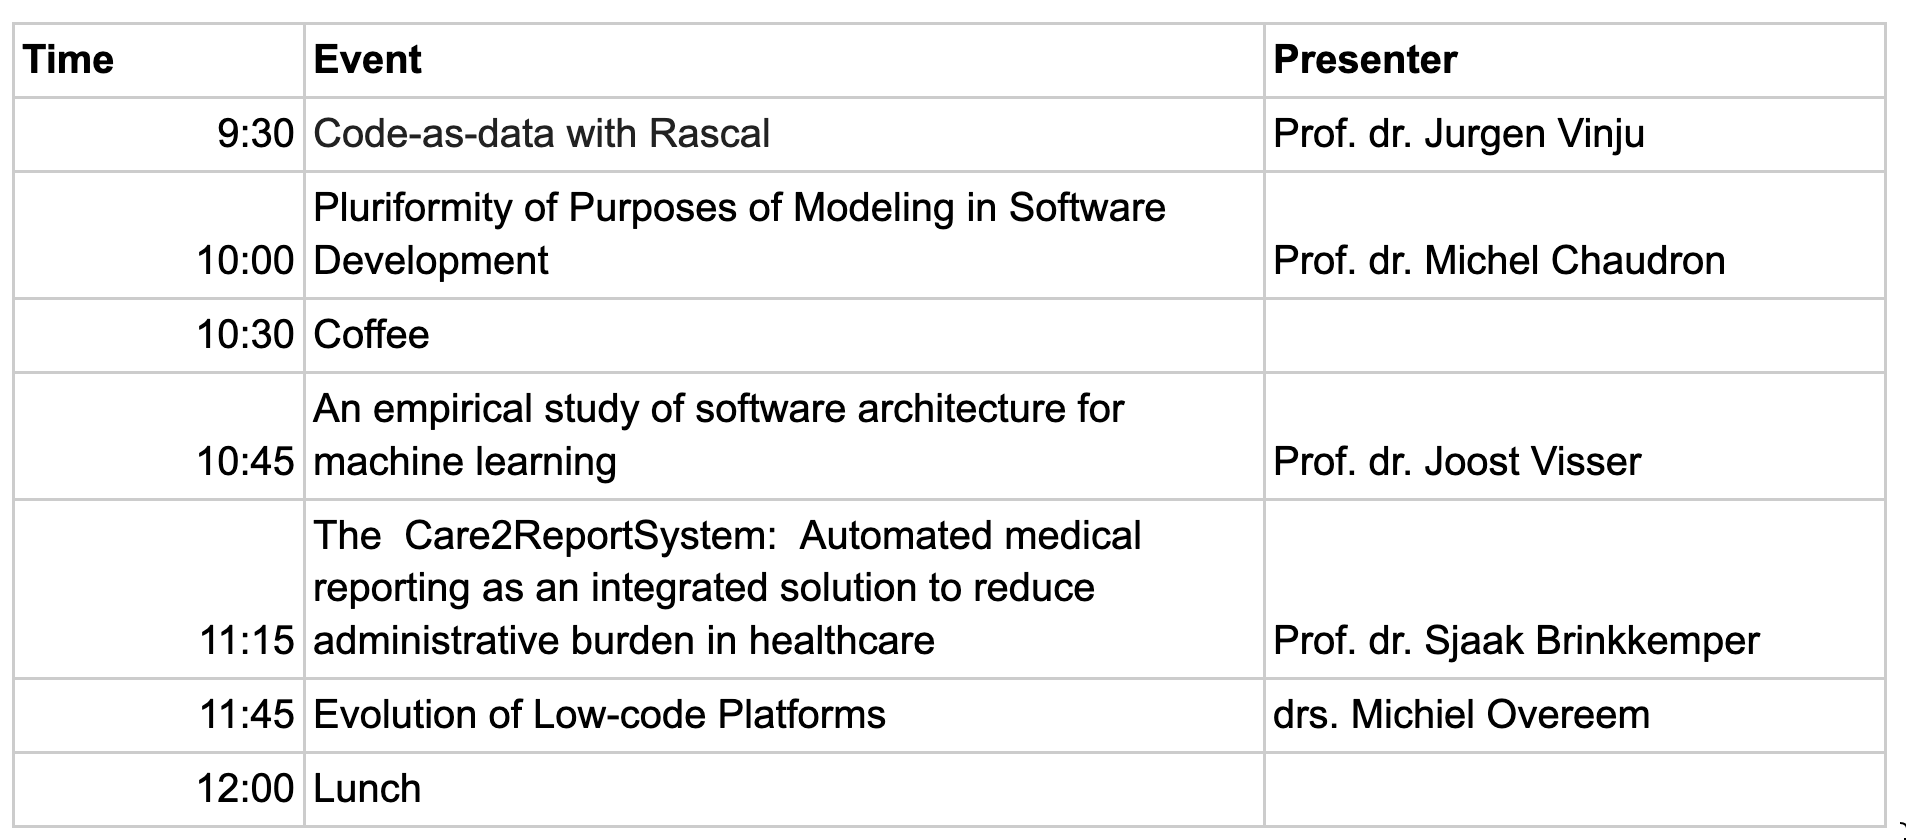 Time Event Presenter
9:30 Code-as-data with Rascal Prof. dr. Jurgen Vinju
Pluriformity of Purposes of Modeling in Software
10:00 Development Prof. dr. Michel Chaudron
10:30 Coffee
An empirical study of software architecture for
10:45 machine learning Prof. dr. Joost Visser
The  Care2ReportSystem:  Automated medical
reporting as an integrated solution to reduce
11:15 administrative burden in healthcare Prof. dr. Sjaak Brinkkemper
11:45 Evolution of Low-code Platforms drs. Michiel Overeem
12:00 Lunch